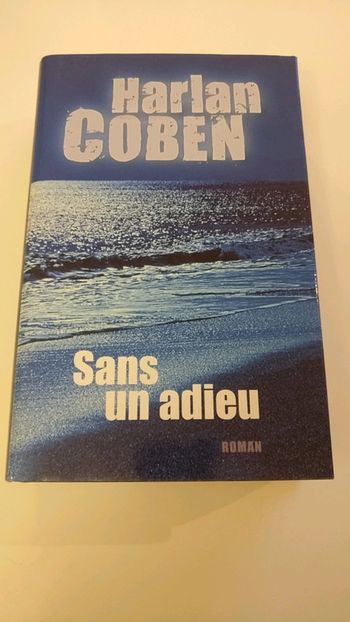 Harlan
COBEN
Sans
un adieu
ROMAN